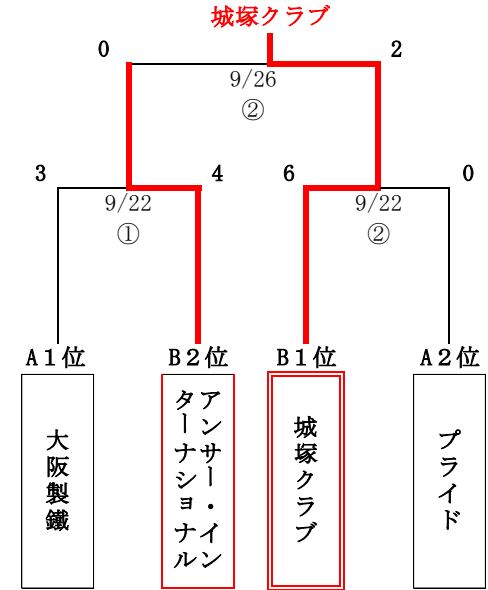 城塚クラブ
0
2
9/26
②
3
4
6
0
9/22
①
9/22
②
A1位
B2位
B1位
A2位
大阪製鐵
アンサー・イン
ターナショナル
城塚クラブ
プライド